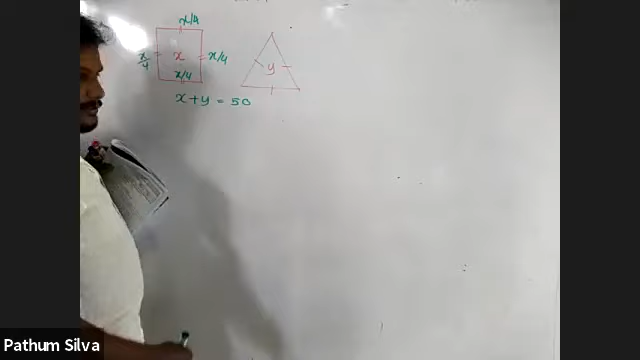 x/4
x/4 x x/4
x/4
y
x+y = 50
Pathum Silva